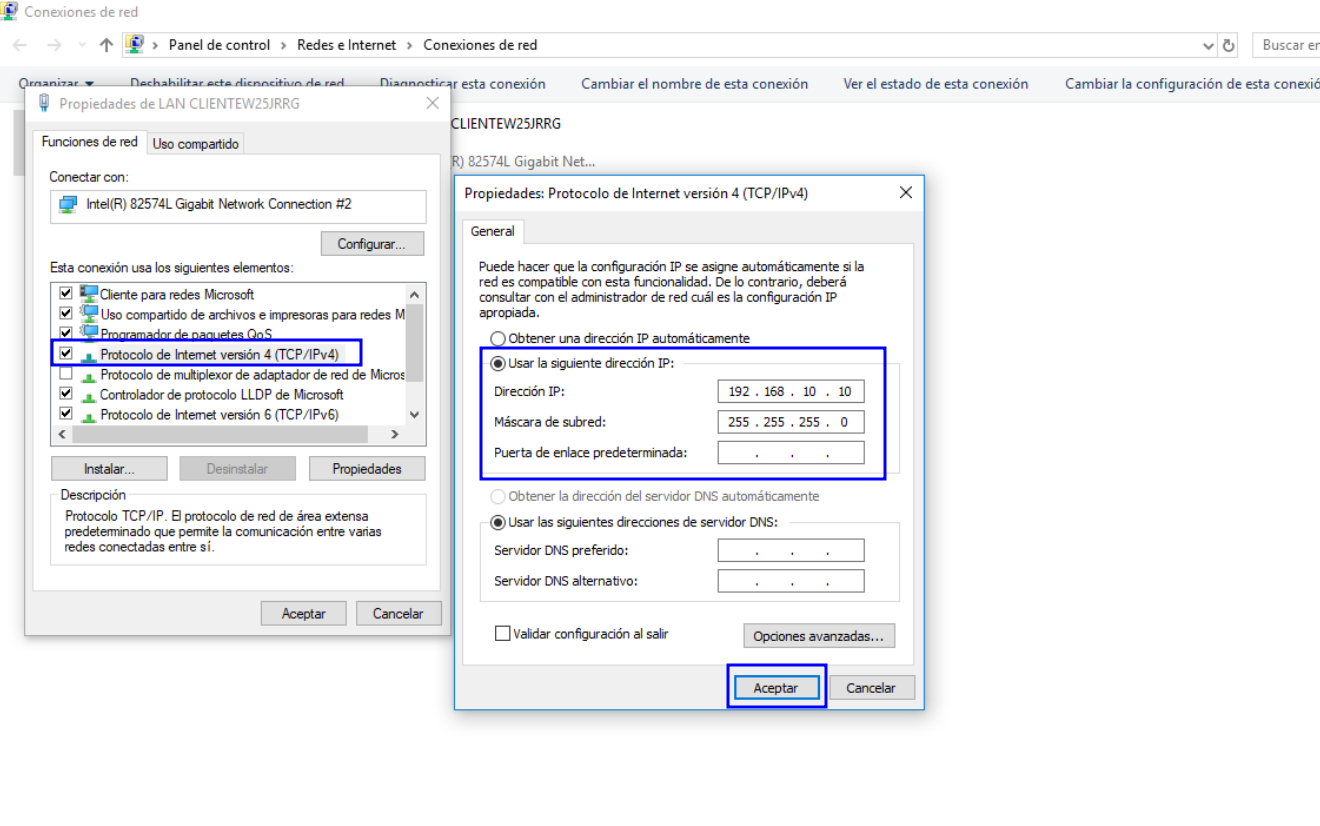 Conexiones de red
Panel de control > Redes e Internet > Conexiones de red
Buscar en
Organizar Deshabilitar este dispositivo de red Diagnosticar esta conexión Cambiar el nombre de esta conexión Ver el estado de esta conexión Cambiar la configuración de esta conexió
CLIENTEW25JRRG
R) 82574L Gigabit Net...
Propiedades de LAN CLIENTEW25JRRG
Funciones de red
Uso compartido
Conectar con:
Intel(R) 82574L Gigabit Network Connection #2
Configurar...
Esta conexión usa los siguientes elementos:
Cliente para redes Microsoft
Uso compartido de archivos e impresoras para redes M
Programador de paquetes QoS
Protocolo de Internet versión 4 (TCP/IPv4)
Protocolo de multiplexor de adaptador de red de Micros
Controlador de protocolo LLDP de Microsoft
Protocolo de Internet versión 6 (TCP/IPv6)
Instalar...
Desinstalar
Propiedades
Descripción
Protocolo TCP/IP. El protocolo de red de área extensa
predeterminado que permite la comunicación entre varias
redes conectadas entre sí.
Aceptar
Cancelar
Propiedades: Protocolo de Internet versión 4 (TCP/IPv4)
General
Puede hacer que la configuración IP se asigne automáticamente si la
red es compatible con esta funcionalidad. De lo contrario, deberá
consultar con el administrador de red cuál es la configuración IP
apropiada.
Obtener una dirección IP automáticamente
Usar la siguiente dirección IP:
Dirección IP: 192 . 168 . 10 . 10
Máscara de subred: 255 . 255 . 255 . 0
Puerta de enlace predeterminada: . . .
Obtener la dirección del servidor DNS automáticamente
Usar las siguientes direcciones de servidor DNS:
Servidor DNS preferido: . . .
Servidor DNS alternativo: . . .
Validar configuración al salir
Opciones avanzadas...
Aceptar
Cancelar